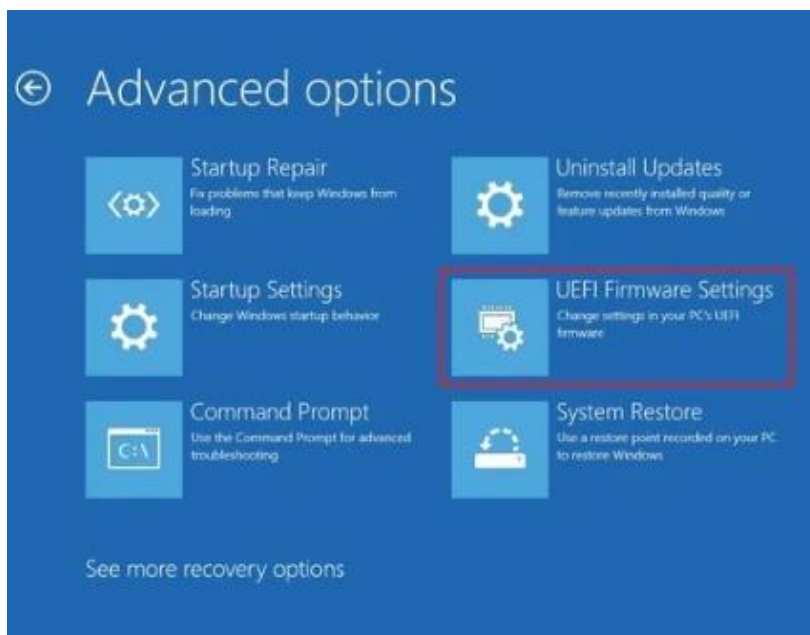 Advanced options
Startup Repair
Fix problems that keep Windows from
loading
Uninstall Updates
Remove recently installed quality or
feature updates from Windows
Startup Settings
Change Windows startup behavior
UEFI Firmware Settings
Change settings in your PC's UEFI
firmware
Command Prompt
Use the Command Prompt for advanced
troubleshooting
C:\
System Restore
Use a restore point recorded on your PC
to restore Windows
See more recovery options